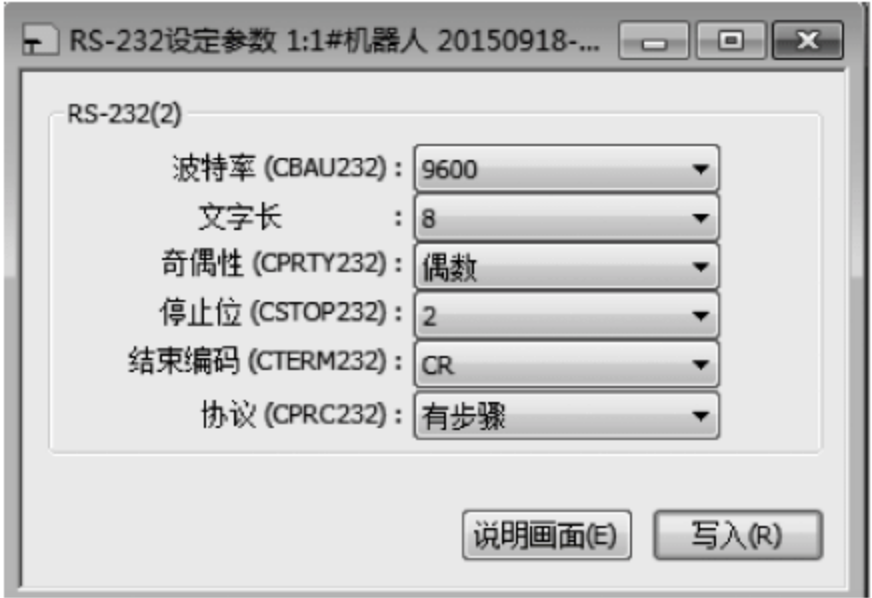 RS-232设定参数 1:1#机器人 20150918-...
RS-232(2)
波特率 (CBAU232) : 9600
文字长 : 8
奇偶性 (CPRTY232) : 偶数
停止位 (CSTOP232) : 2
结束编码 (CTERM232) : CR
协议 (CPRC232) : 有步骤
说明画面(E) 写入(R)